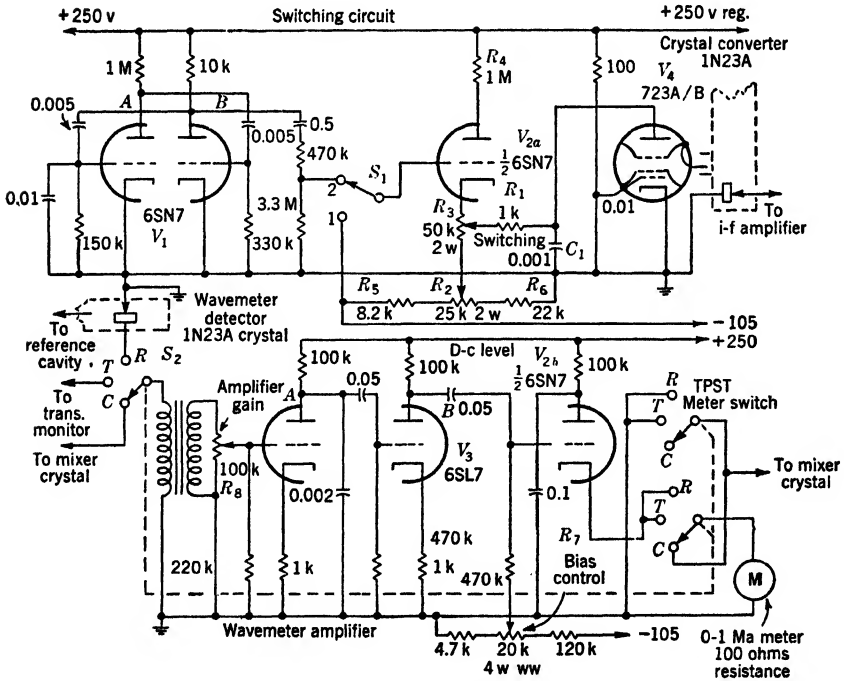 +250 v
Switching circuit
+250 v reg.
Crystal converter
1N23A
1 M
10 k
R4
1 M
100
V4
723A/B
A
B
0.005
0.005
0.5
470 k
S1
2
1
V2a
½6SN7
R1
1 k
R3
50 k
2 w
Switching
C1
0.001
0.01
To
i-f amplifier
0.01
150 k
6SN7
V1
3.3 M
330 k
R5
8.2 k
R2
25 k
2 w
R6
22 k
-105
+250
Wavemeter
detector
1N23A crystal
To
reference
cavity
S2
R
T
C
To
trans.
monitor
To mixer
crystal
Amplifier
gain
100 k
R8
220 k
100 k
A
0.05
0.002
1 k
100 k
D-c level
B
0.05
V3
6SL7
470 k
1 k
V2b
½6SN7
100 k
0.1
470 k
R7
R
T
C
TPST
Meter switch
R
T
C
To mixer
crystal
Bias
control
M
0-1 Ma meter
100 ohms
resistance
Wavemeter amplifier
4.7 k
20 k
4 w ww
120 k
-105